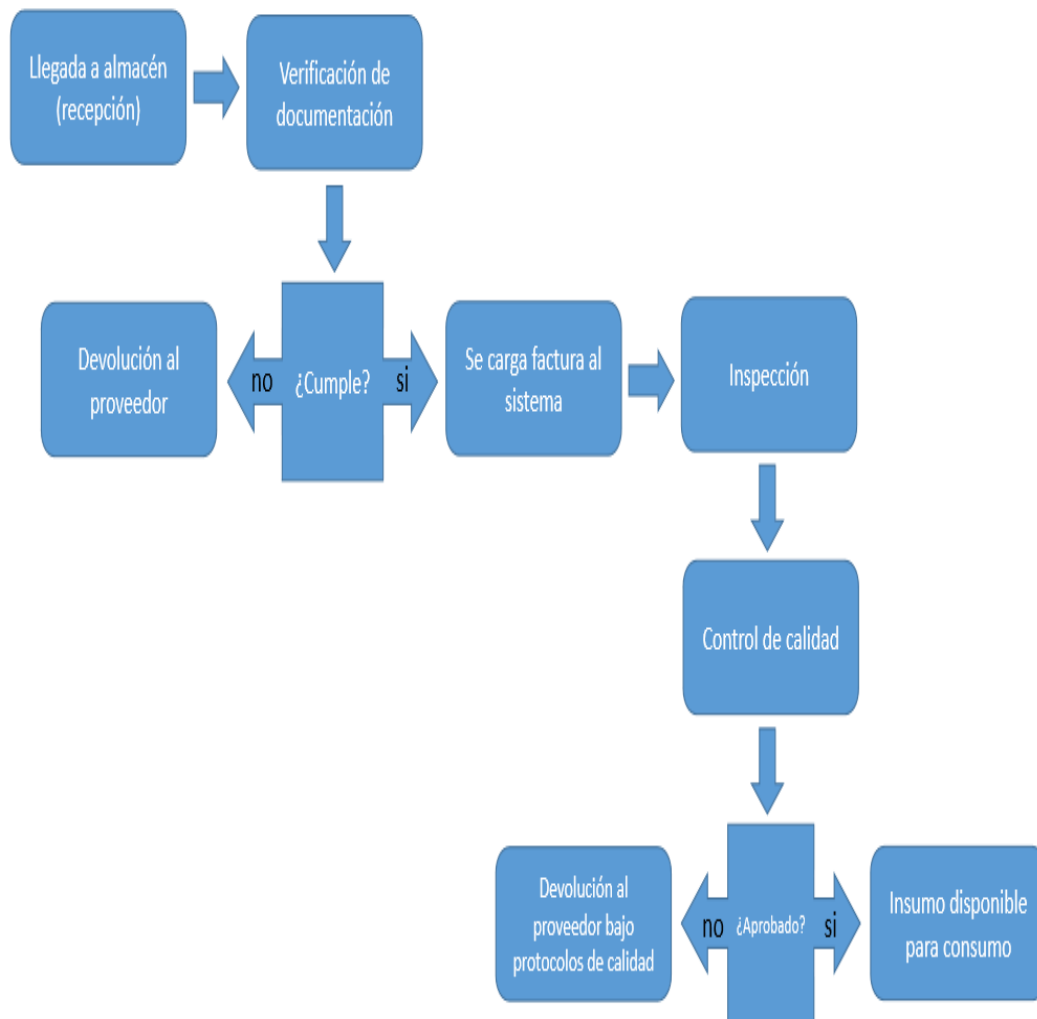 Llegada a almacén
(recepción)
Verificación de
documentación
Devolución al
proveedor
no
¿Cumple?
si
Se carga factura al
sistema
Inspección
Control de calidad
Devolución al
proveedor bajo
protocolos de calidad
no
¿Aprobado?
si
Insumo disponible
para consumo